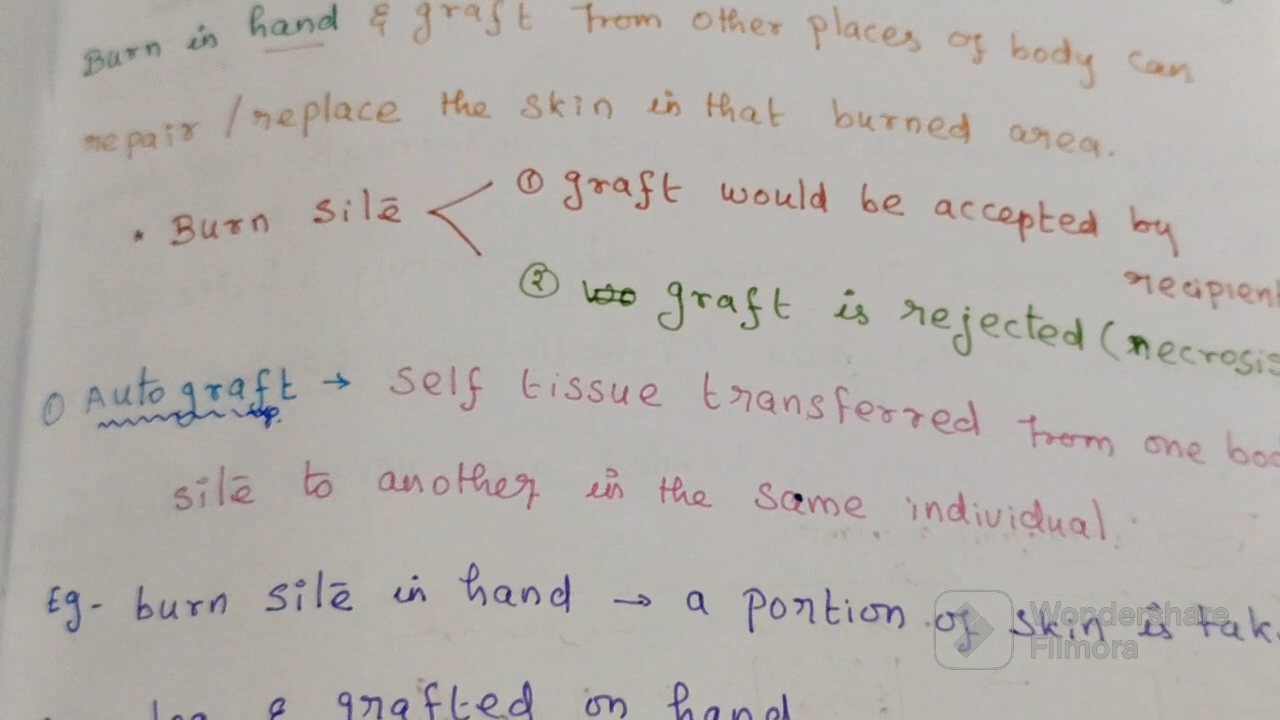 Burn in hand & graft from other places of body can
repair / replace the skin in that burned area.
• Burn site < ① graft would be accepted by
recipient
② graft is rejected (necrosis
① Autograft → self tissue transferred from one
site to another in the same individual.
Eg - burn site in hand → a portion of skin is
& grafted on hand
Wondershare
Filmora